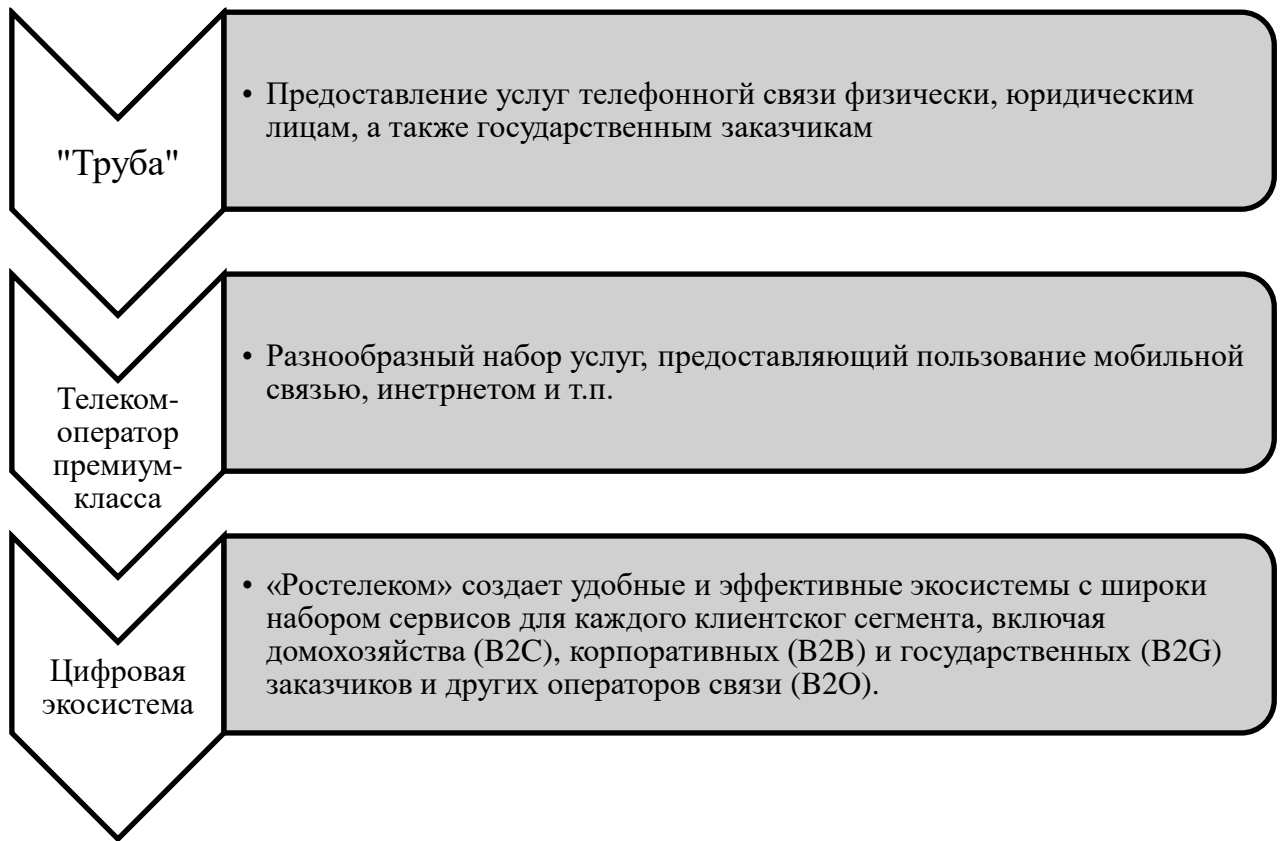 "Труба"
• Предоставление услуг телефонногй связи физически, юридическим
лицам, а также государственным заказчикам
Телеком-
оператор
премиум-
класса
• Разнообразный набор услуг, предоставляющий пользование мобильной
связью, инетрнетом и т.п.
Цифровая
экосистема
• «Ростелеком» создает удобные и эффективные экосистемы с широки
набором сервисов для каждого клиентског сегмента, включая
домохозяйства (B2C), корпоративных (B2B) и государственных (B2G)
заказчиков и других операторов связи (B2O).